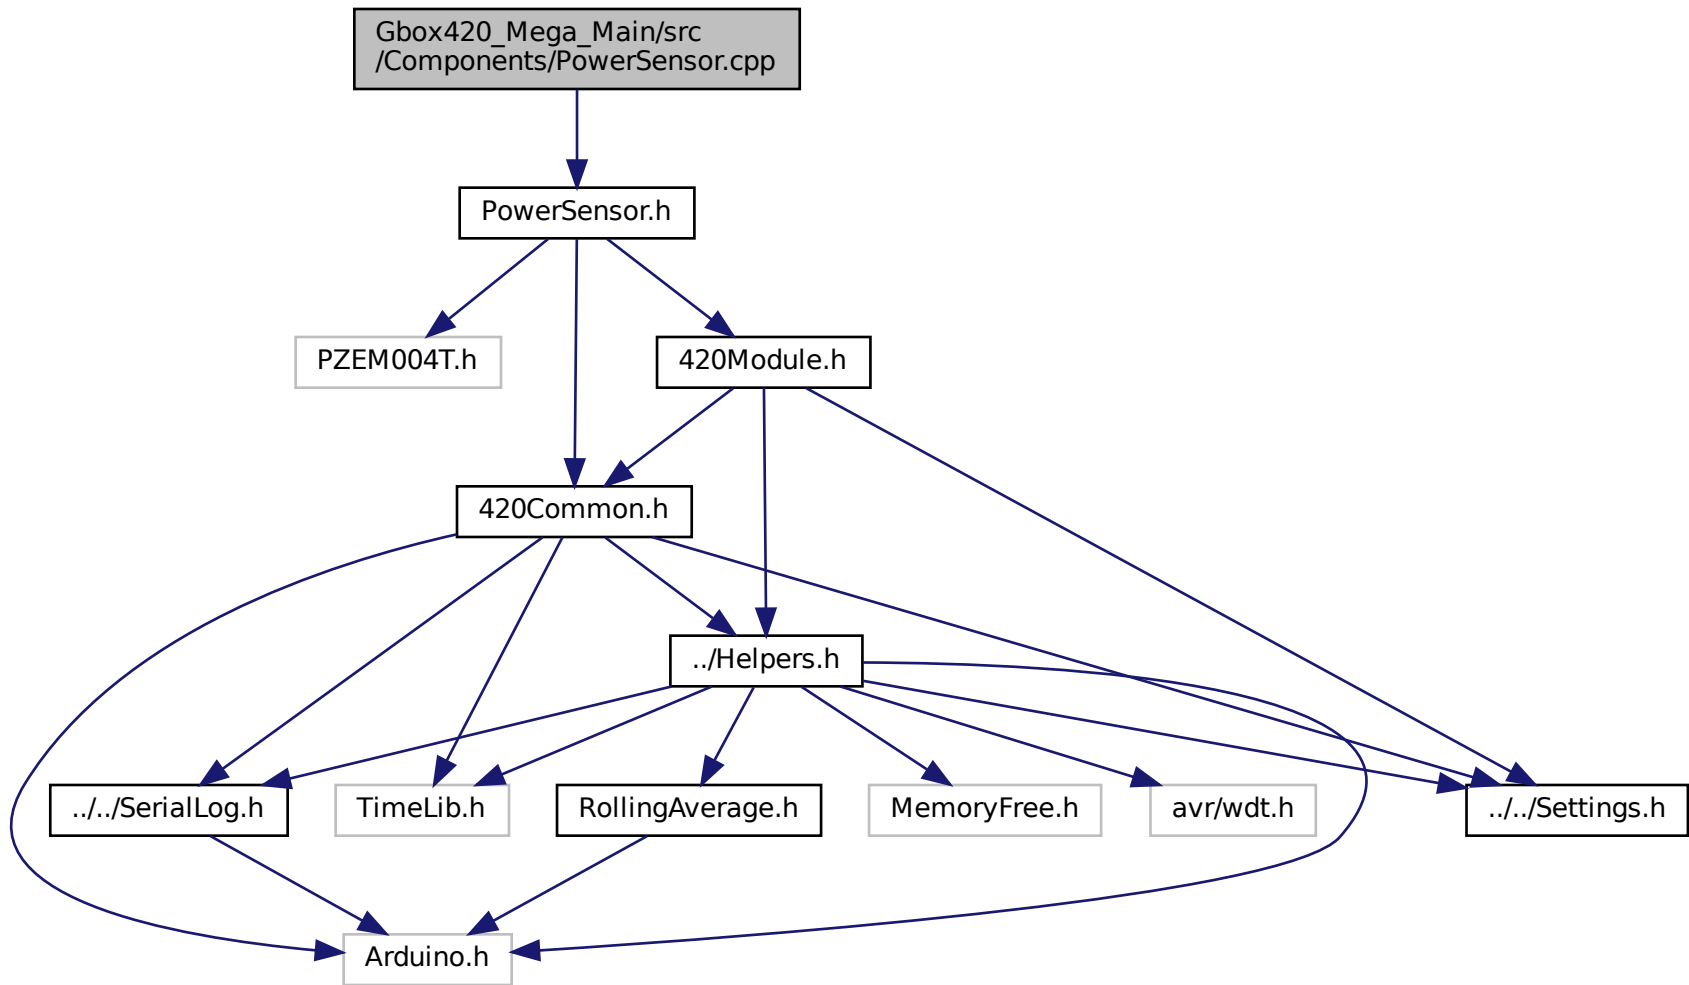 Gbox420_Mega_Main/src
/Components/PowerSensor.cpp
PowerSensor.h
PZEM004T.h
420Module.h
420Common.h
../Helpers.h
../../SerialLog.h
TimeLib.h
RollingAverage.h
MemoryFree.h
avr/wdt.h
../../Settings.h
Arduino.h